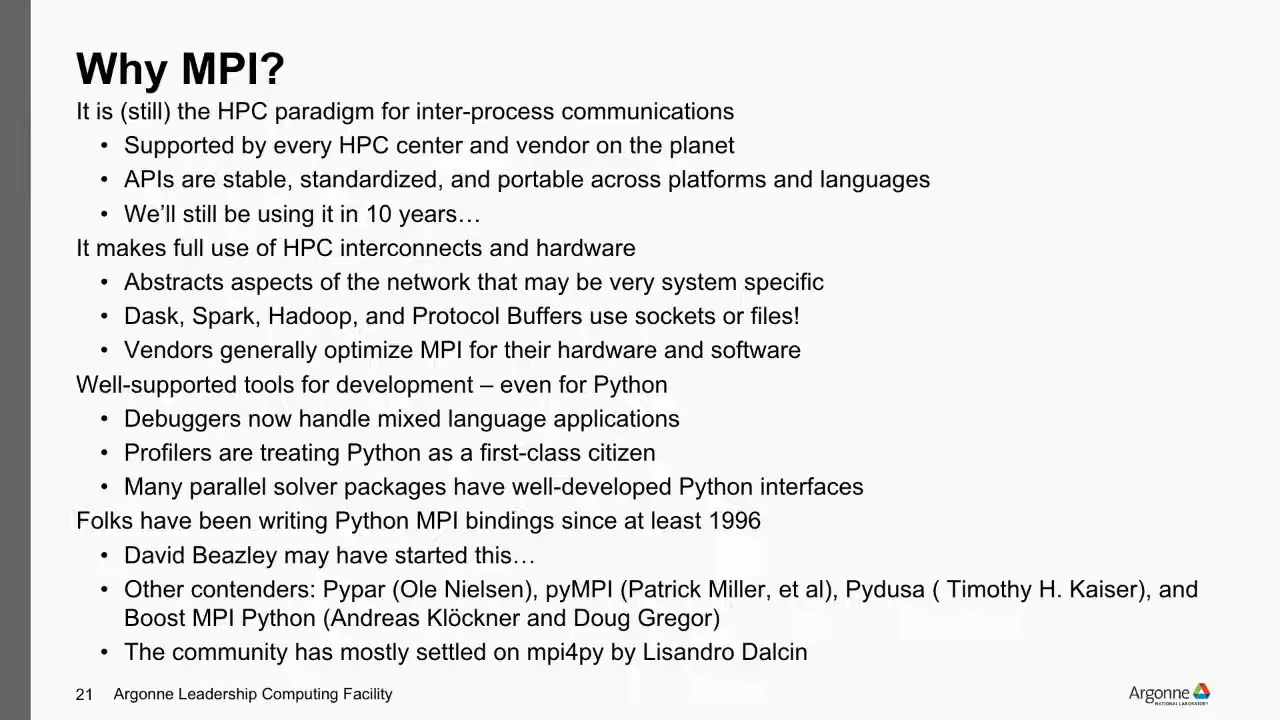 Why MPI?
It is (still) the HPC paradigm for inter-process communications
• Supported by every HPC center and vendor on the planet
• APIs are stable, standardized, and portable across platforms and languages
• We’ll still be using it in 10 years…
It makes full use of HPC interconnects and hardware
• Abstracts aspects of the network that may be very system specific
• Dask, Spark, Hadoop, and Protocol Buffers use sockets or files!
• Vendors generally optimize MPI for their hardware and software
Well-supported tools for development – even for Python
• Debuggers now handle mixed language applications
• Profilers are treating Python as a first-class citizen
• Many parallel solver packages have well-developed Python interfaces
Folks have been writing Python MPI bindings since at least 1996
• David Beazley may have started this…
• Other contenders: Pypar (Ole Nielsen), pyMPI (Patrick Miller, et al), Pydusa ( Timothy H. Kaiser), and
Boost MPI Python (Andreas Klöckner and Doug Gregor)
• The community has mostly settled on mpi4py by Lisandro Dalcin
21 Argonne Leadership Computing Facility
Argonne
NATIONAL LABORATORY